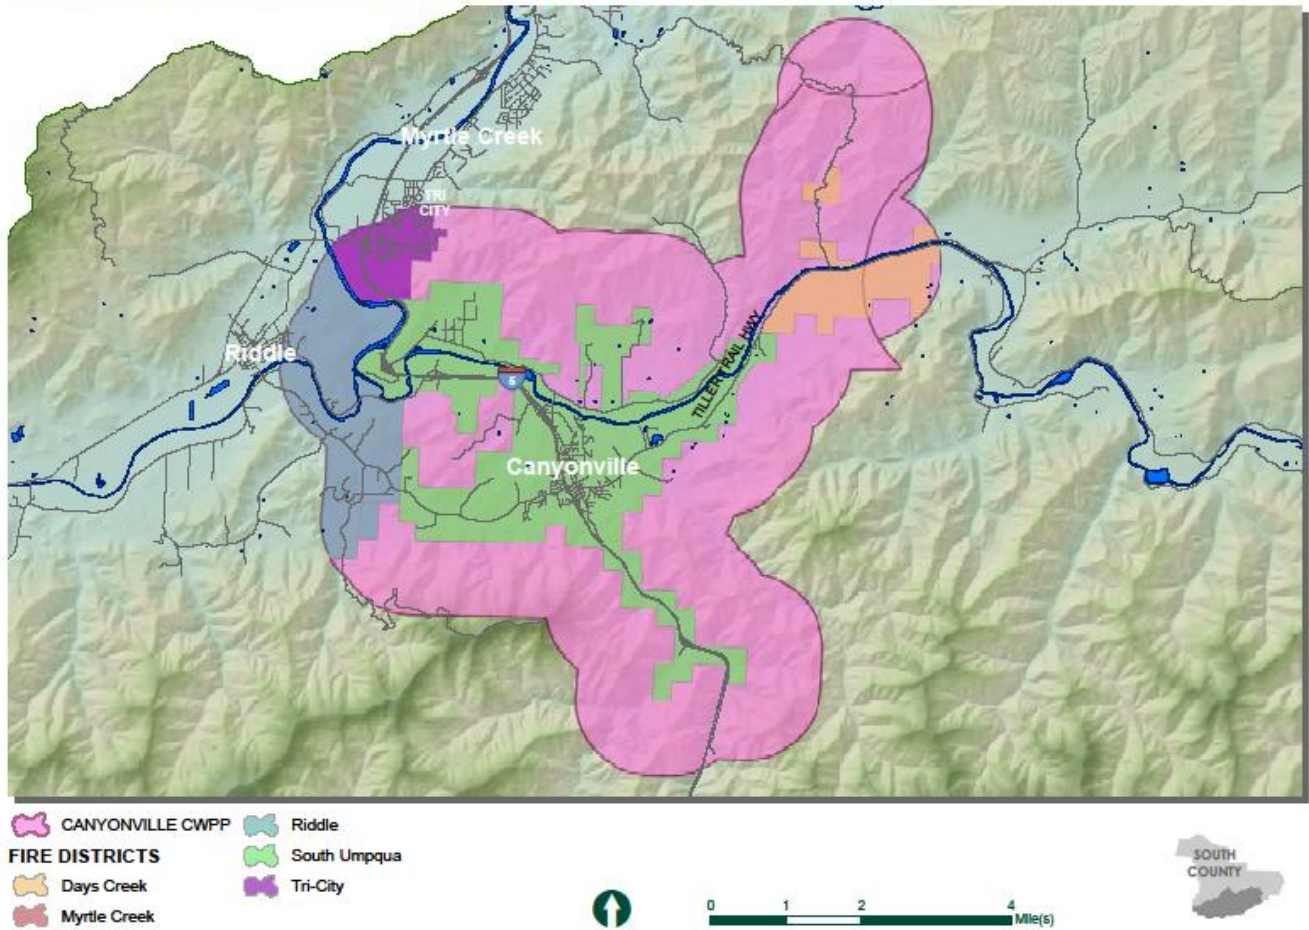 Myrtle Creek
TRI
CITY
Riddle
5
TILLER TRAIL HWY
Canyonville
CANYONVILLE CWPP
Riddle
FIRE DISTRICTS
South Umpqua
Days Creek
Tri-City
Myrtle Creek
SOUTH
COUNTY
0 1 2 4
Mile(s)